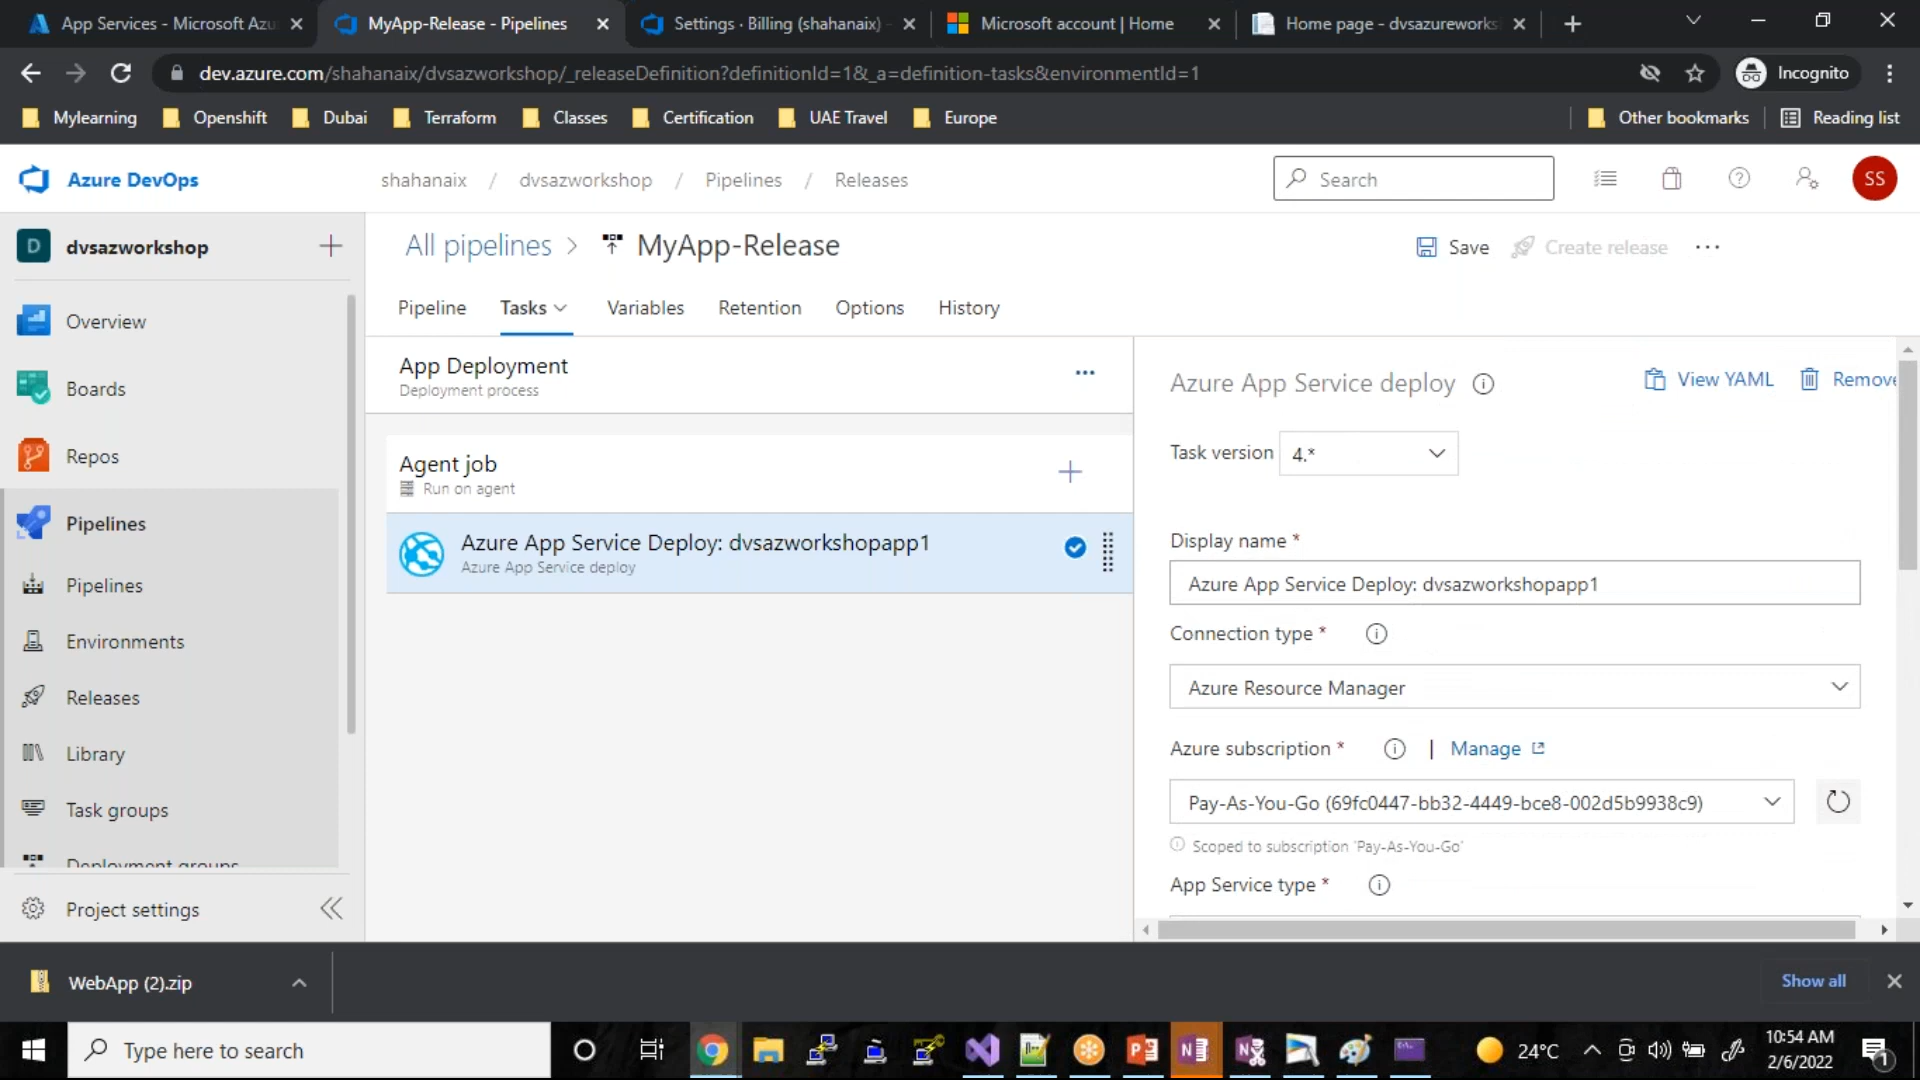 App Services - Microsoft Azu
MyApp-Release - Pipelines
Settings · Billing (shahanaix) -
Microsoft account | Home
Home page - dvsazureworksh
dev.azure.com/shahanaix/dvsazworkshop/_releaseDefinition?definitionId=1&_a=definition-tasks&environmentId=1
Incognito
Mylearning
Openshift
Dubai
Terraform
Classes
Certification
UAE Travel
Europe
Other bookmarks
Reading list
Azure DevOps
shahanaix / dvsazworkshop / Pipelines / Releases
Search
SS
D
dvsazworkshop
All pipelines > MyApp-Release
Save
Create release
Overview
Boards
Repos
Pipelines
Pipelines
Environments
Releases
Library
Task groups
Deployment groups
Project settings
Pipeline
Tasks
Variables
Retention
Options
History
App Deployment
Deployment process
Agent job
Run on agent
Azure App Service Deploy: dvsazworkshopapp1
Azure App Service deploy
Azure App Service deploy
View YAML
Remove
Task version
4.*
Display name *
Azure App Service Deploy: dvsazworkshopapp1
Connection type *
Azure Resource Manager
Azure subscription *
| Manage
Pay-As-You-Go (69fc0447-bb32-4449-bce8-002d5b9938c9)
Scoped to subscription 'Pay-As-You-Go'
App Service type *
WebApp (2).zip
Show all
Type here to search
24°C
10:54 AM
2/6/2022
1